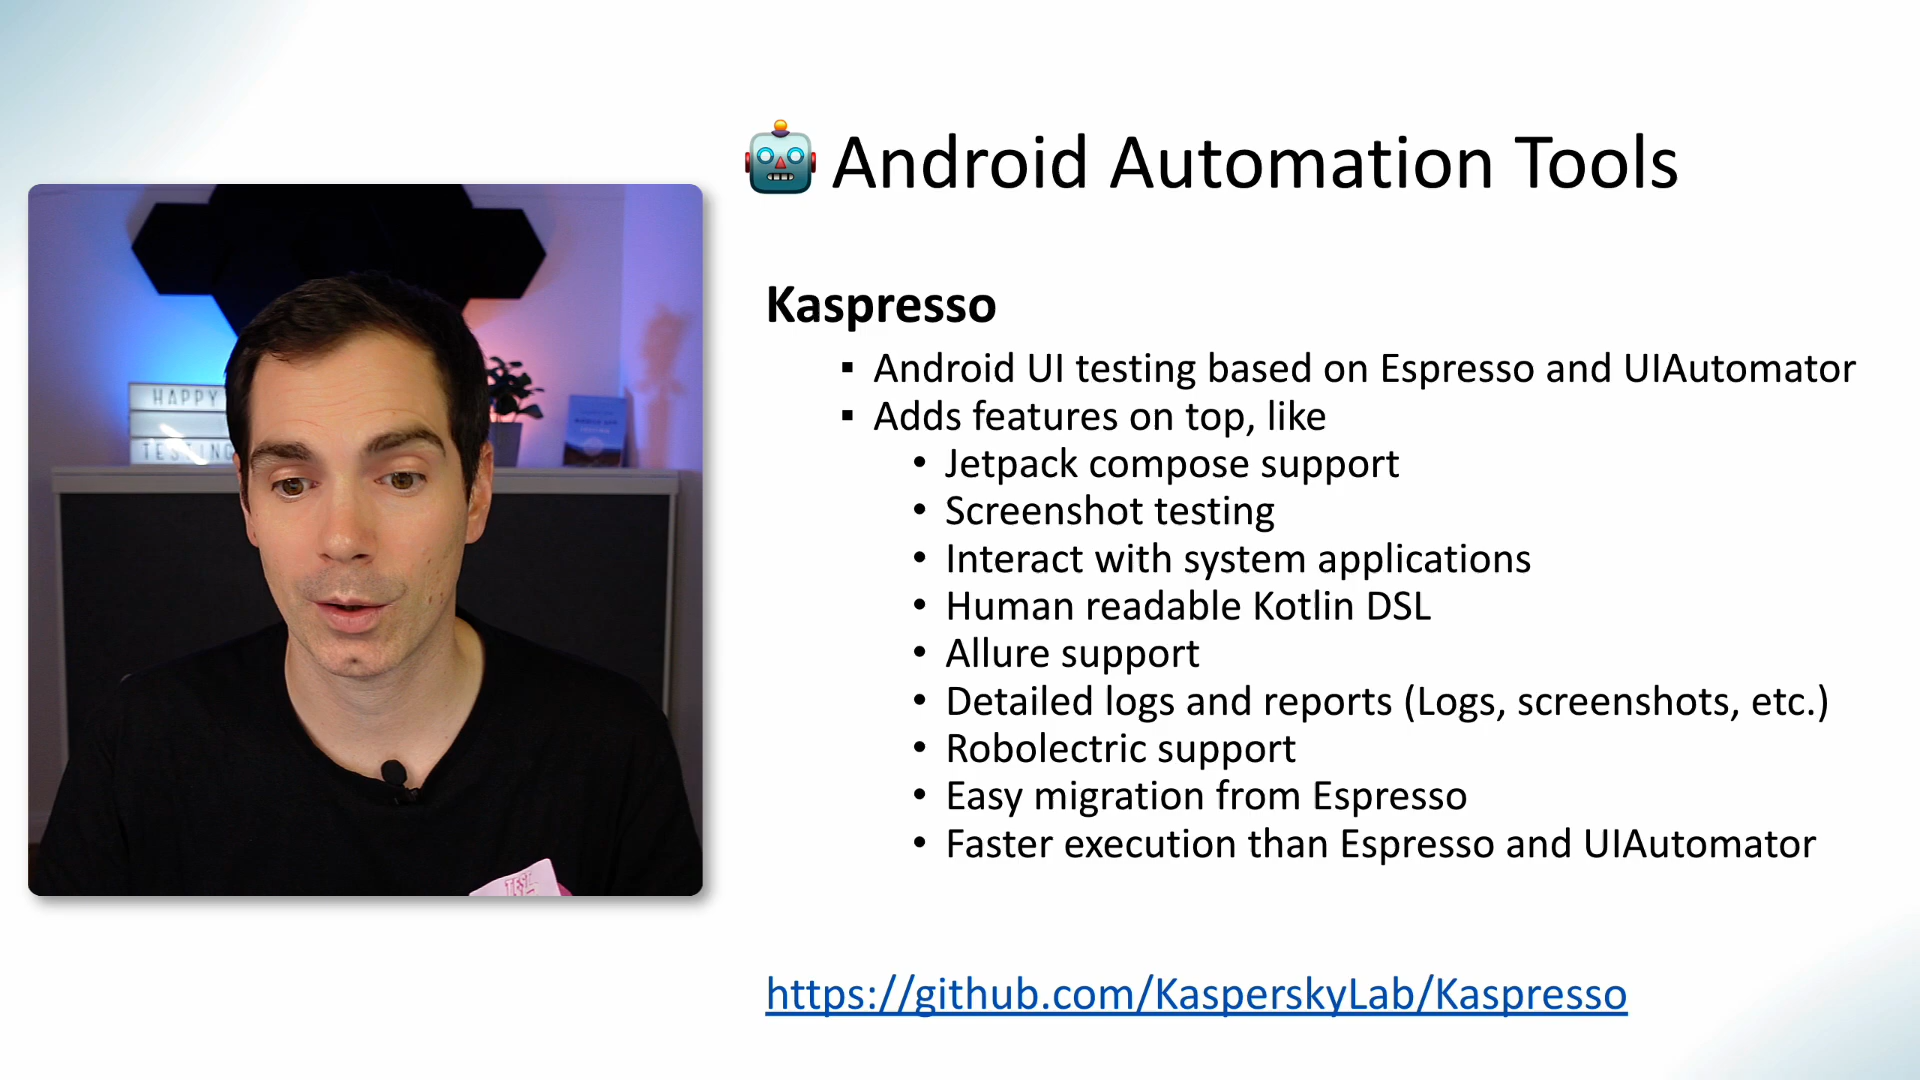 🤖 Android Automation Tools
Kaspresso
▪ Android UI testing based on Espresso and UIAutomator
▪ Adds features on top, like
• Jetpack compose support
• Screenshot testing
• Interact with system applications
• Human readable Kotlin DSL
• Allure support
• Detailed logs and reports (Logs, screenshots, etc.)
• Robolectric support
• Easy migration from Espresso
• Faster execution than Espresso and UIAutomator
https://github.com/KasperskyLab/Kaspresso
HAPPY
TESTING